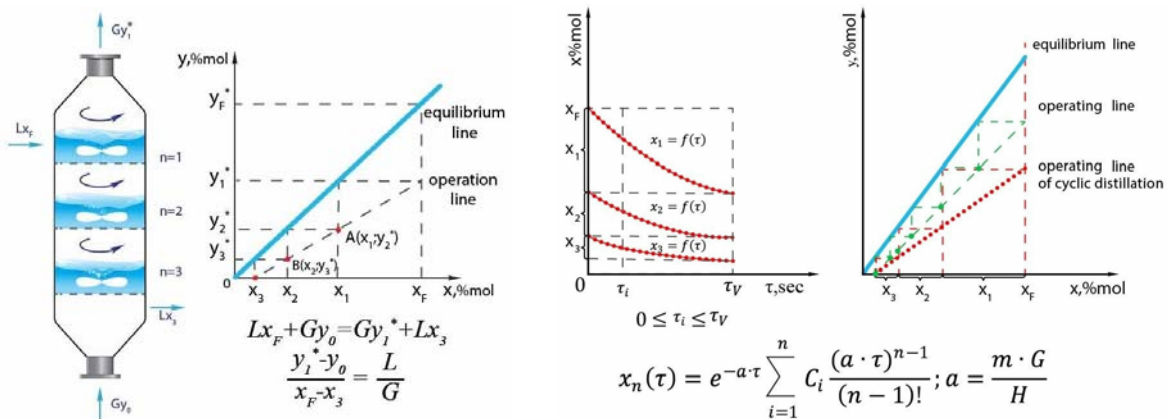 Gy₁*
Lx_F
n=1
n=2
n=3
Lx₃
Gy₀
y,%mol
y_F*
y₁*
y₂*
y₃*
0
x₃
x₂
x₁
x_F
x,%mol
equilibrium
line
operation
line
A(x₁;y₂*)
B(x₂;y₃*)
Lx_F+Gy₀=Gy₁*+Lx₃
y₁*-y₀
x_F-x₃
=
L
G
x%mol
x_F
x₁
x₂
x₃
0
x₁ = f(τ)
x₂ = f(τ)
x₃ = f(τ)
τ_i
τ_V
τ,sec
0 ≤ τ_i ≤ τ_V
y,%mol
equilibrium line
operating line
operating line
of cyclic distillation
0
x₃
x₂
x₁
x_F
x,%mol
x_n(τ) = e^(-a·τ) ∑_{i=1}^{n} C_i (a · τ)^(n-1) / (n − 1)! ; a = m · G / H